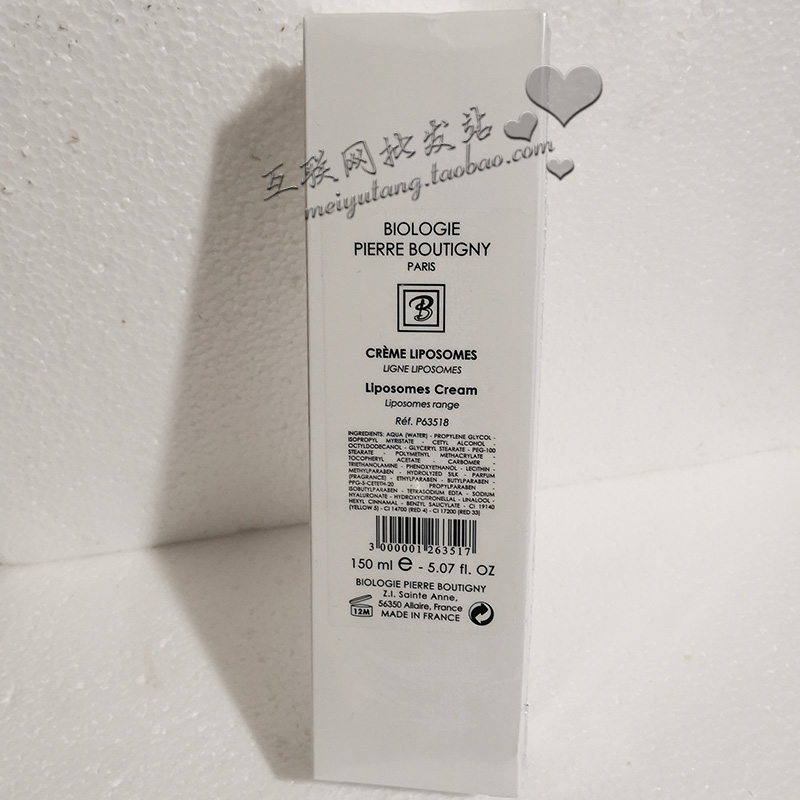 互联网批发站
meiyutang.taobao.com
BIOLOGIE
PIERRE BOUTIGNY
PARIS
B
CRÈME LIPOSOMES
LIGNE LIPOSOMES
Liposomes Cream
Liposomes range
Réf. P63518
INGREDIENTS: AQUA (WATER) - PROPYLENE GLYCOL -
ISOPROPYL MYRISTATE - CETYL ALCOHOL -
OCTYLDODECANOL - GLYCERYL STEARATE - PEG-100
STEARATE - POLYMETHYL METHACRYLATE -
TOCOPHERYL ACETATE - CARBOMER -
TRIETHANOLAMINE - PHENOXYETHANOL - LECITHIN -
METHYLPARABEN - HYDROLYZED SILK - PARFUM
(FRAGRANCE) - ETHYLPARABEN - BUTYLPARABEN -
PPG-5-CETETH-20 PROPYLPARABEN -
ISOBUTYLPARABEN - TETRASODIUM EDTA - SODIUM
HYALURONATE - HYDROXYCITRONELLAL - LINALOOL -
HEXYL CINNAMAL - BENZYL SALICYLATE - CI 19140
(YELLOW 5) - CI 14700 (RED 4) - CI 17200 (RED 33)
3 000001 263517
150 ml e - 5.07 fl. OZ
BIOLOGIE PIERRE BOUTIGNY
Z.I. Sainte Anne,
56350 Allaire, France
12M MADE IN FRANCE